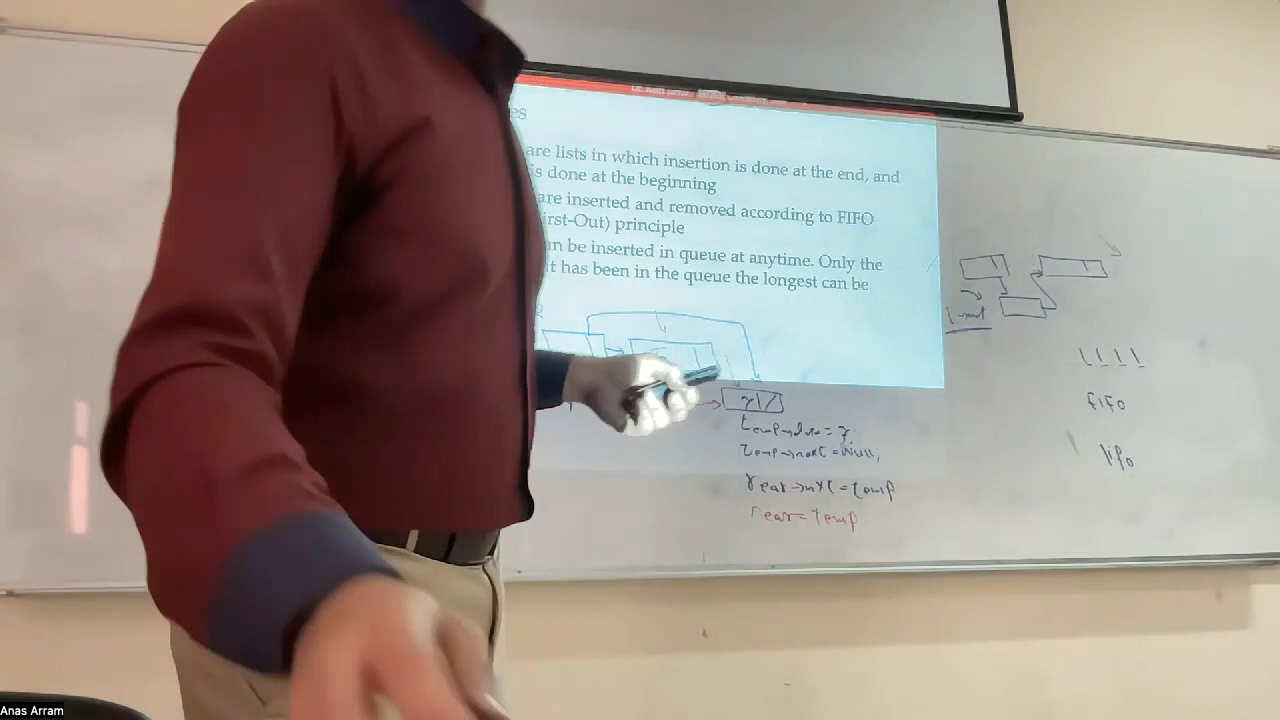 es
are lists in which insertion is done at the end, and
is done at the beginning
are inserted and removed according to FIFO
irst-Out) principle
an be inserted in queue at anytime. Only the
t has been in the queue the longest can be
temp→data = 7
temp→next = Null;
rear→nxt = temp
rear = temp
FIFO
lifo
Anas Arram